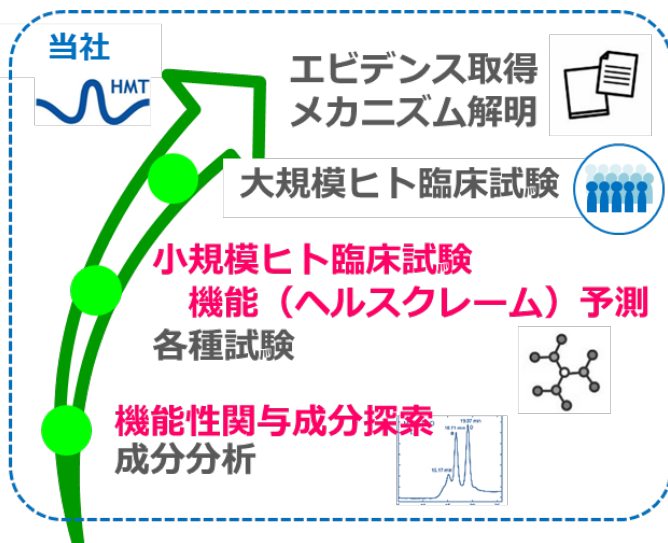 当社
HMT
エビデンス取得
メカニズム解明
大規模ヒト臨床試験
小規模ヒト臨床試験
機能（ヘルスクレーム）予測
各種試験
機能性関与成分探索
成分分析